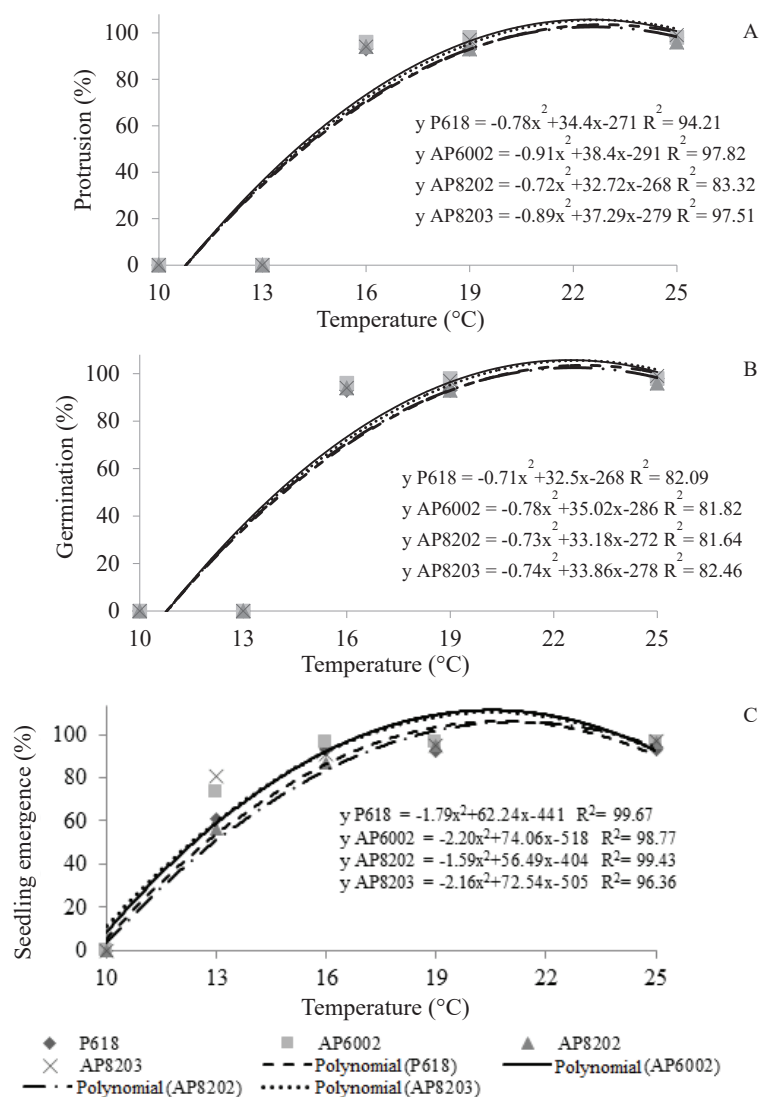 A
Protrusion (%)
100
80
60
40
20
0
y P618 = -0.78x²+34.4x-271 R²= 94.21
y AP6002 = -0.91x²+38.4x-291 R²= 97.82
y AP8202 = -0.72x²+32.72x-268 R²= 83.32
y AP8203 = -0.89x²+37.29x-279 R²= 97.51
10 13 16 19 22 25
Temperature (°C)
B
Germination (%)
100
80
60
40
20
0
y P618 = -0.71x²+32.5x-268 R²= 82.09
y AP6002 = -0.78x²+35.02x-286 R²= 81.82
y AP8202 = -0.73x²+33.18x-272 R²= 81.64
y AP8203 = -0.74x²+33.86x-278 R²= 82.46
10 13 16 19 22 25
Temperature (°C)
C
Seedling emergence (%)
100
80
60
40
20
0
y P618 = -1.79x²+62.24x-441 R²= 99.67
y AP6002 = -2.20x²+74.06x-518 R²= 98.77
y AP8202 = -1.59x²+56.49x-404 R²= 99.43
y AP8203 = -2.16x²+72.54x-505 R²= 96.36
10 13 16 19 22 25
Temperature (°C)
P618 AP6002 AP8202
AP8203 Polynomial (P618) Polynomial (AP6002)
Polynomial (AP8202) Polynomial (AP8203)